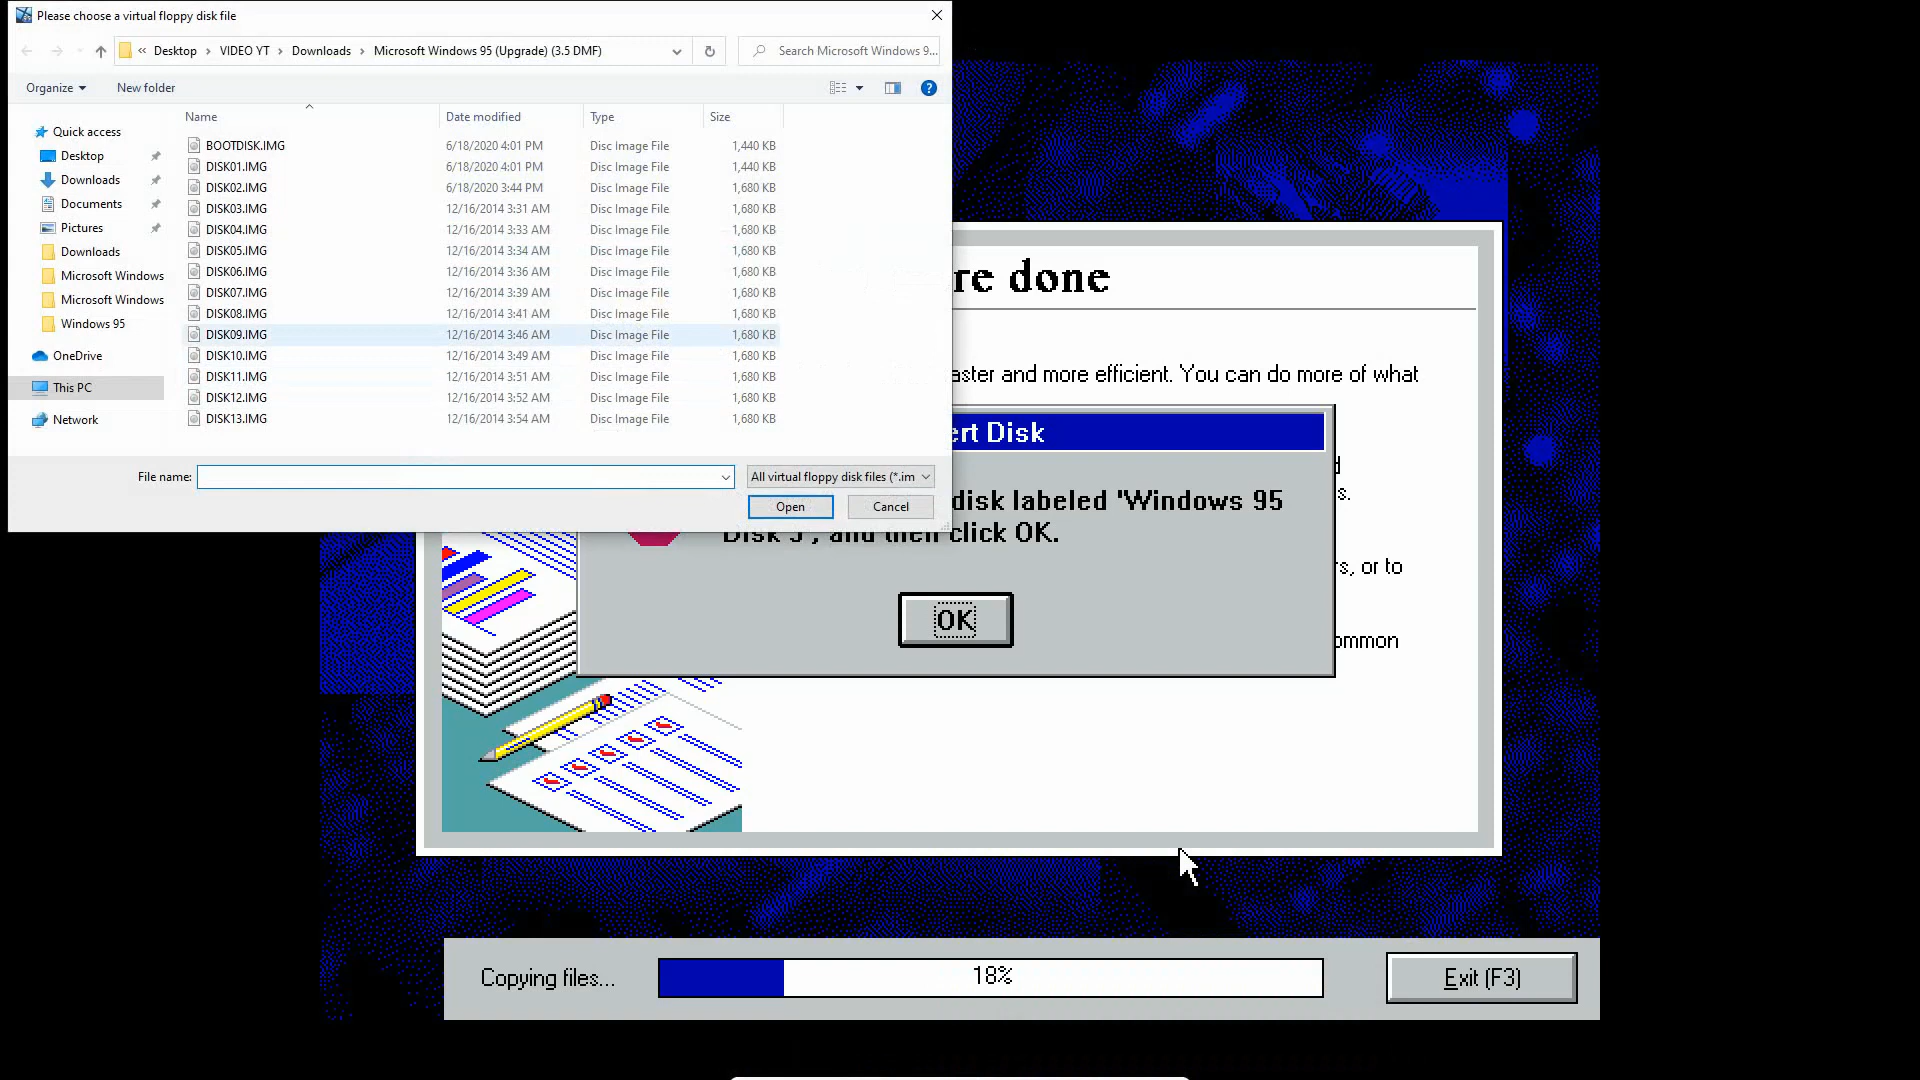 Please choose a virtual floppy disk file
« Desktop > VIDEO YT > Downloads > Microsoft Windows 95 (Upgrade) (3.5 DMF)
Search Microsoft Windows 9...
Organize
New folder
Name
Date modified
Type
Size
Quick access
Desktop
Downloads
Documents
Pictures
Downloads
Microsoft Windows
Microsoft Windows
Windows 95
OneDrive
This PC
Network
BOOTDISK.IMG 6/18/2020 4:01 PM Disc Image File 1,440 KB
DISK01.IMG 6/18/2020 4:01 PM Disc Image File 1,440 KB
DISK02.IMG 6/18/2020 3:44 PM Disc Image File 1,680 KB
DISK03.IMG 12/16/2014 3:31 AM Disc Image File 1,680 KB
DISK04.IMG 12/16/2014 3:33 AM Disc Image File 1,680 KB
DISK05.IMG 12/16/2014 3:34 AM Disc Image File 1,680 KB
DISK06.IMG 12/16/2014 3:36 AM Disc Image File 1,680 KB
DISK07.IMG 12/16/2014 3:39 AM Disc Image File 1,680 KB
DISK08.IMG 12/16/2014 3:41 AM Disc Image File 1,680 KB
DISK09.IMG 12/16/2014 3:46 AM Disc Image File 1,680 KB
DISK10.IMG 12/16/2014 3:49 AM Disc Image File 1,680 KB
DISK11.IMG 12/16/2014 3:51 AM Disc Image File 1,680 KB
DISK12.IMG 12/16/2014 3:52 AM Disc Image File 1,680 KB
DISK13.IMG 12/16/2014 3:54 AM Disc Image File 1,680 KB
File name:
All virtual floppy disk files (*.im
Open
Cancel
re done
aster and more efficient. You can do more of what
s.
rs, or to
ommon
ert Disk
disk labeled 'Windows 95
and then click OK.
OK
Copying files...
18%
Exit (F3)